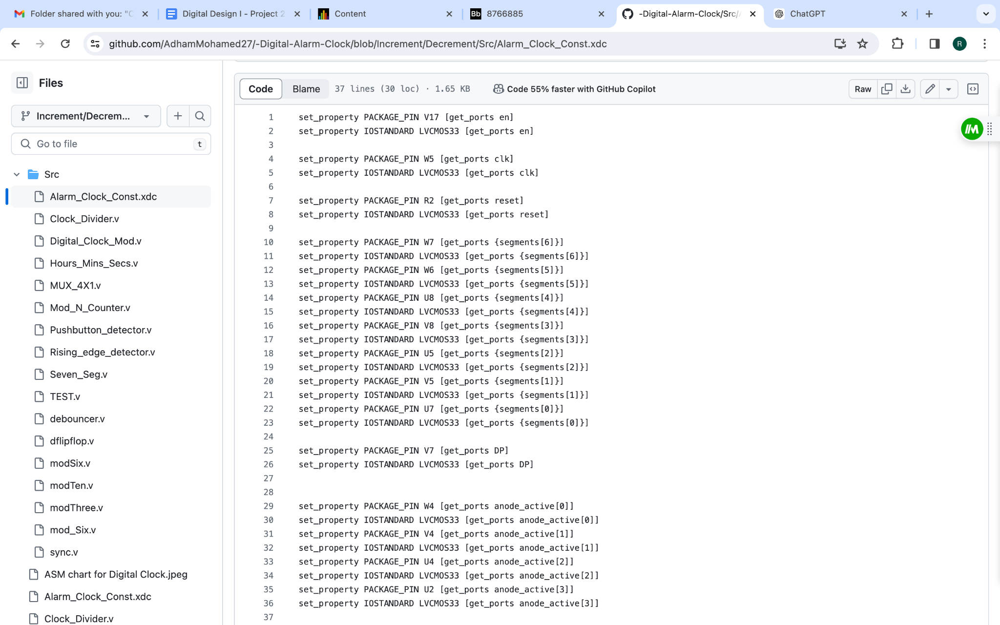 Folder shared with you: "C
Digital Design I - Project 2
Content
Bb 8766885
-Digital-Alarm-Clock/Src/
ChatGPT
github.com/AdhamMohamed27/-Digital-Alarm-Clock/blob/Increment/Decrement/Src/Alarm_Clock_Const.xdc
R
Files
Increment/Decrem...
Go to file
t
Src
Alarm_Clock_Const.xdc
Clock_Divider.v
Digital_Clock_Mod.v
Hours_Mins_Secs.v
MUX_4X1.v
Mod_N_Counter.v
Pushbutton_detector.v
Rising_edge_detector.v
Seven_Seg.v
TEST.v
debouncer.v
dflipflop.v
modSix.v
modTen.v
modThree.v
mod_Six.v
sync.v
ASM chart for Digital Clock.jpeg
Alarm_Clock_Const.xdc
Clock_Divider.v
Code Blame 37 lines (30 loc) · 1.65 KB Code 55% faster with GitHub Copilot Raw
1 set_property PACKAGE_PIN V17 [get_ports en]
2 set_property IOSTANDARD LVCMOS33 [get_ports en]
3
4 set_property PACKAGE_PIN W5 [get_ports clk]
5 set_property IOSTANDARD LVCMOS33 [get_ports clk]
6
7 set_property PACKAGE_PIN R2 [get_ports reset]
8 set_property IOSTANDARD LVCMOS33 [get_ports reset]
9
10 set_property PACKAGE_PIN W7 [get_ports {segments[6]}]
11 set_property IOSTANDARD LVCMOS33 [get_ports {segments[6]}]
12 set_property PACKAGE_PIN W6 [get_ports {segments[5]}]
13 set_property IOSTANDARD LVCMOS33 [get_ports {segments[5]}]
14 set_property PACKAGE_PIN U8 [get_ports {segments[4]}]
15 set_property IOSTANDARD LVCMOS33 [get_ports {segments[4]}]
16 set_property PACKAGE_PIN V8 [get_ports {segments[3]}]
17 set_property IOSTANDARD LVCMOS33 [get_ports {segments[3]}]
18 set_property PACKAGE_PIN U5 [get_ports {segments[2]}]
19 set_property IOSTANDARD LVCMOS33 [get_ports {segments[2]}]
20 set_property PACKAGE_PIN V5 [get_ports {segments[1]}]
21 set_property IOSTANDARD LVCMOS33 [get_ports {segments[1]}]
22 set_property PACKAGE_PIN U7 [get_ports {segments[0]}]
23 set_property IOSTANDARD LVCMOS33 [get_ports {segments[0]}]
24
25 set_property PACKAGE_PIN V7 [get_ports DP]
26 set_property IOSTANDARD LVCMOS33 [get_ports DP]
27
28
29 set_property PACKAGE_PIN W4 [get_ports anode_active[0]]
30 set_property IOSTANDARD LVCMOS33 [get_ports anode_active[0]]
31 set_property PACKAGE_PIN V4 [get_ports anode_active[1]]
32 set_property IOSTANDARD LVCMOS33 [get_ports anode_active[1]]
33 set_property PACKAGE_PIN U4 [get_ports anode_active[2]]
34 set_property IOSTANDARD LVCMOS33 [get_ports anode_active[2]]
35 set_property PACKAGE_PIN U2 [get_ports anode_active[3]]
36 set_property IOSTANDARD LVCMOS33 [get_ports anode_active[3]]
37